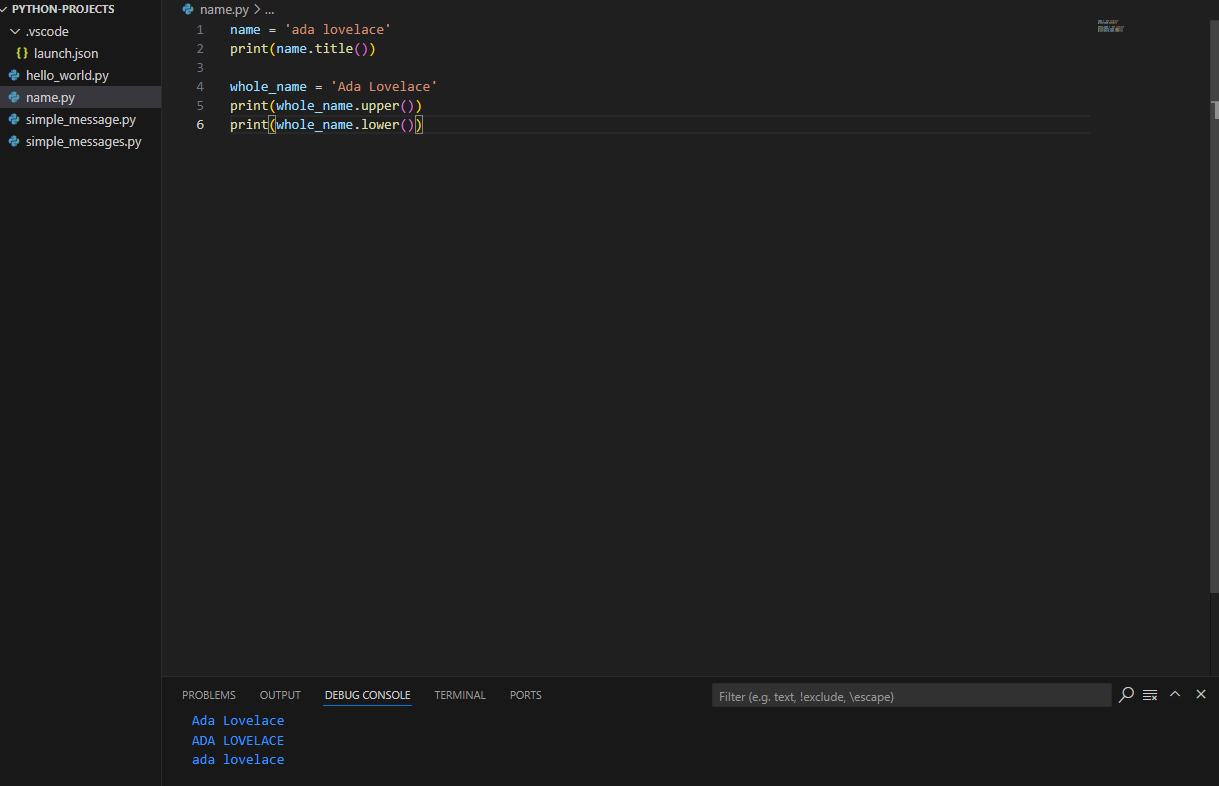 PYTHON-PROJECTS
.vscode
{} launch.json
hello_world.py
name.py
simple_message.py
simple_messages.py
name.py > ...
1 name = 'ada lovelace'
2 print(name.title())
3
4 whole_name = 'Ada Lovelace'
5 print(whole_name.upper())
6 print(whole_name.lower())
PROBLEMS OUTPUT DEBUG CONSOLE TERMINAL PORTS Filter (e.g. text, !exclude, \escape)
Ada Lovelace
ADA LOVELACE
ada lovelace